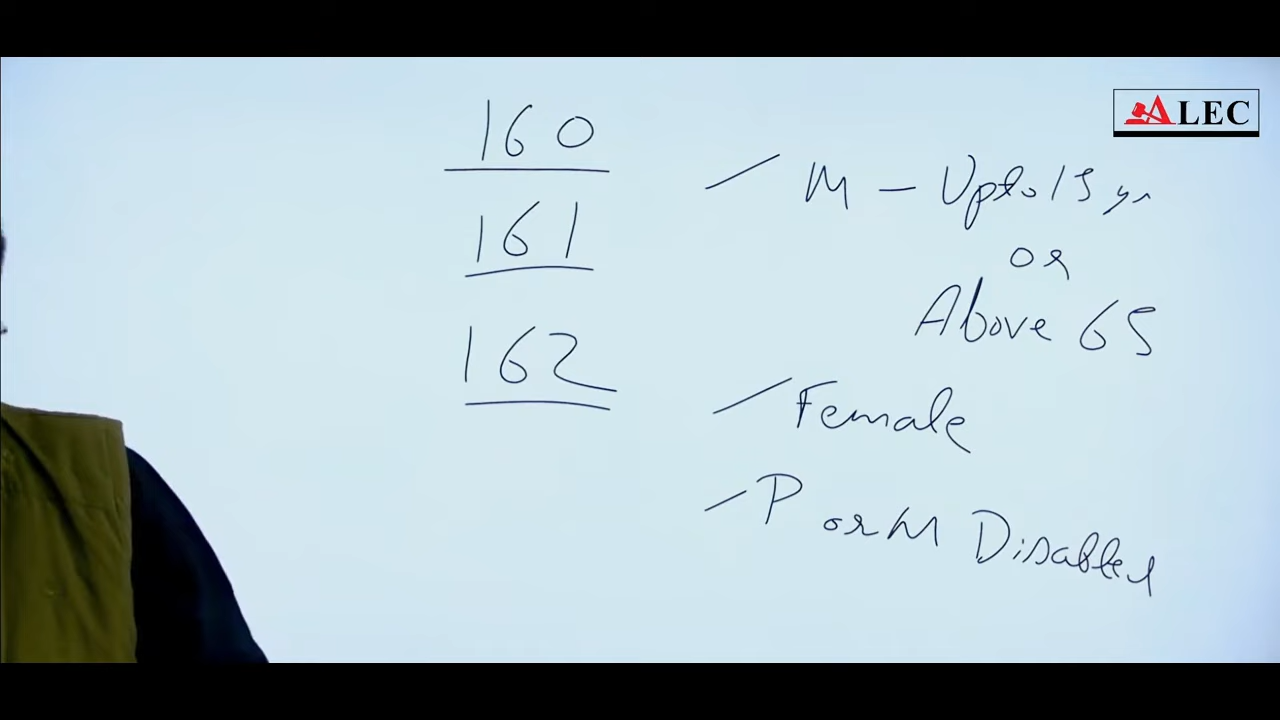 ALEC
160
161
162
M - Upto 15 yr
or
Above 65
Female
P or M Disabled